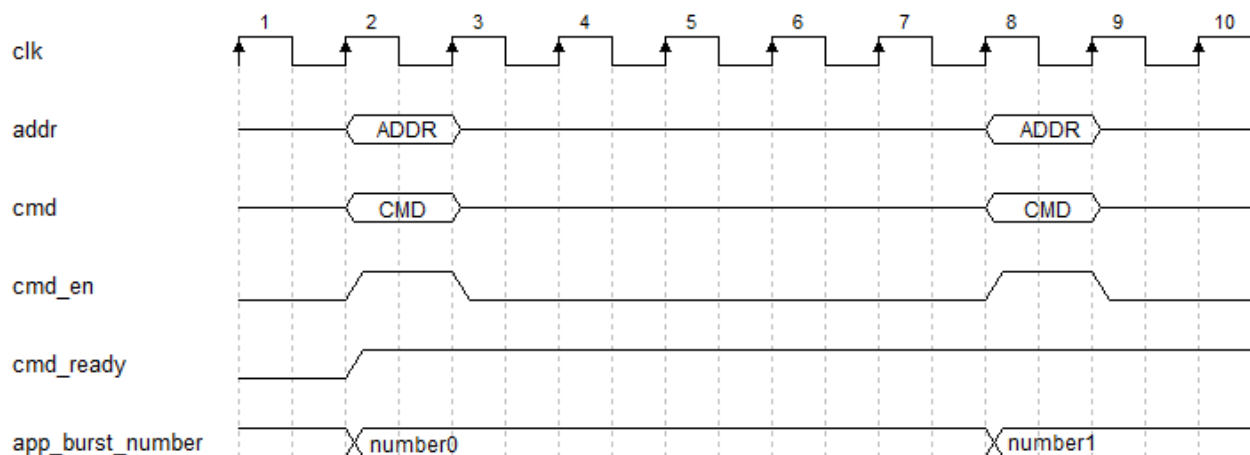 1 2 3 4 5 6 7 8 9 10
clk
addr ADDR ADDR
cmd CMD CMD
cmd_en
cmd_ready
app_burst_number number0 number1